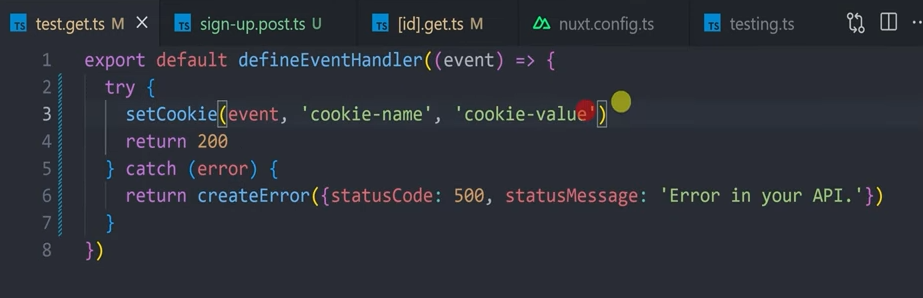 TS test.get.ts M TS sign-up.post.ts U TS [id].get.ts M nuxt.config.ts TS testing.ts
1 export default defineEventHandler((event) => {
2 try {
3 setCookie(event, 'cookie-name', 'cookie-value')
4 return 200
5 } catch (error) {
6 return createError({statusCode: 500, statusMessage: 'Error in your API.'})
7 }
8 })